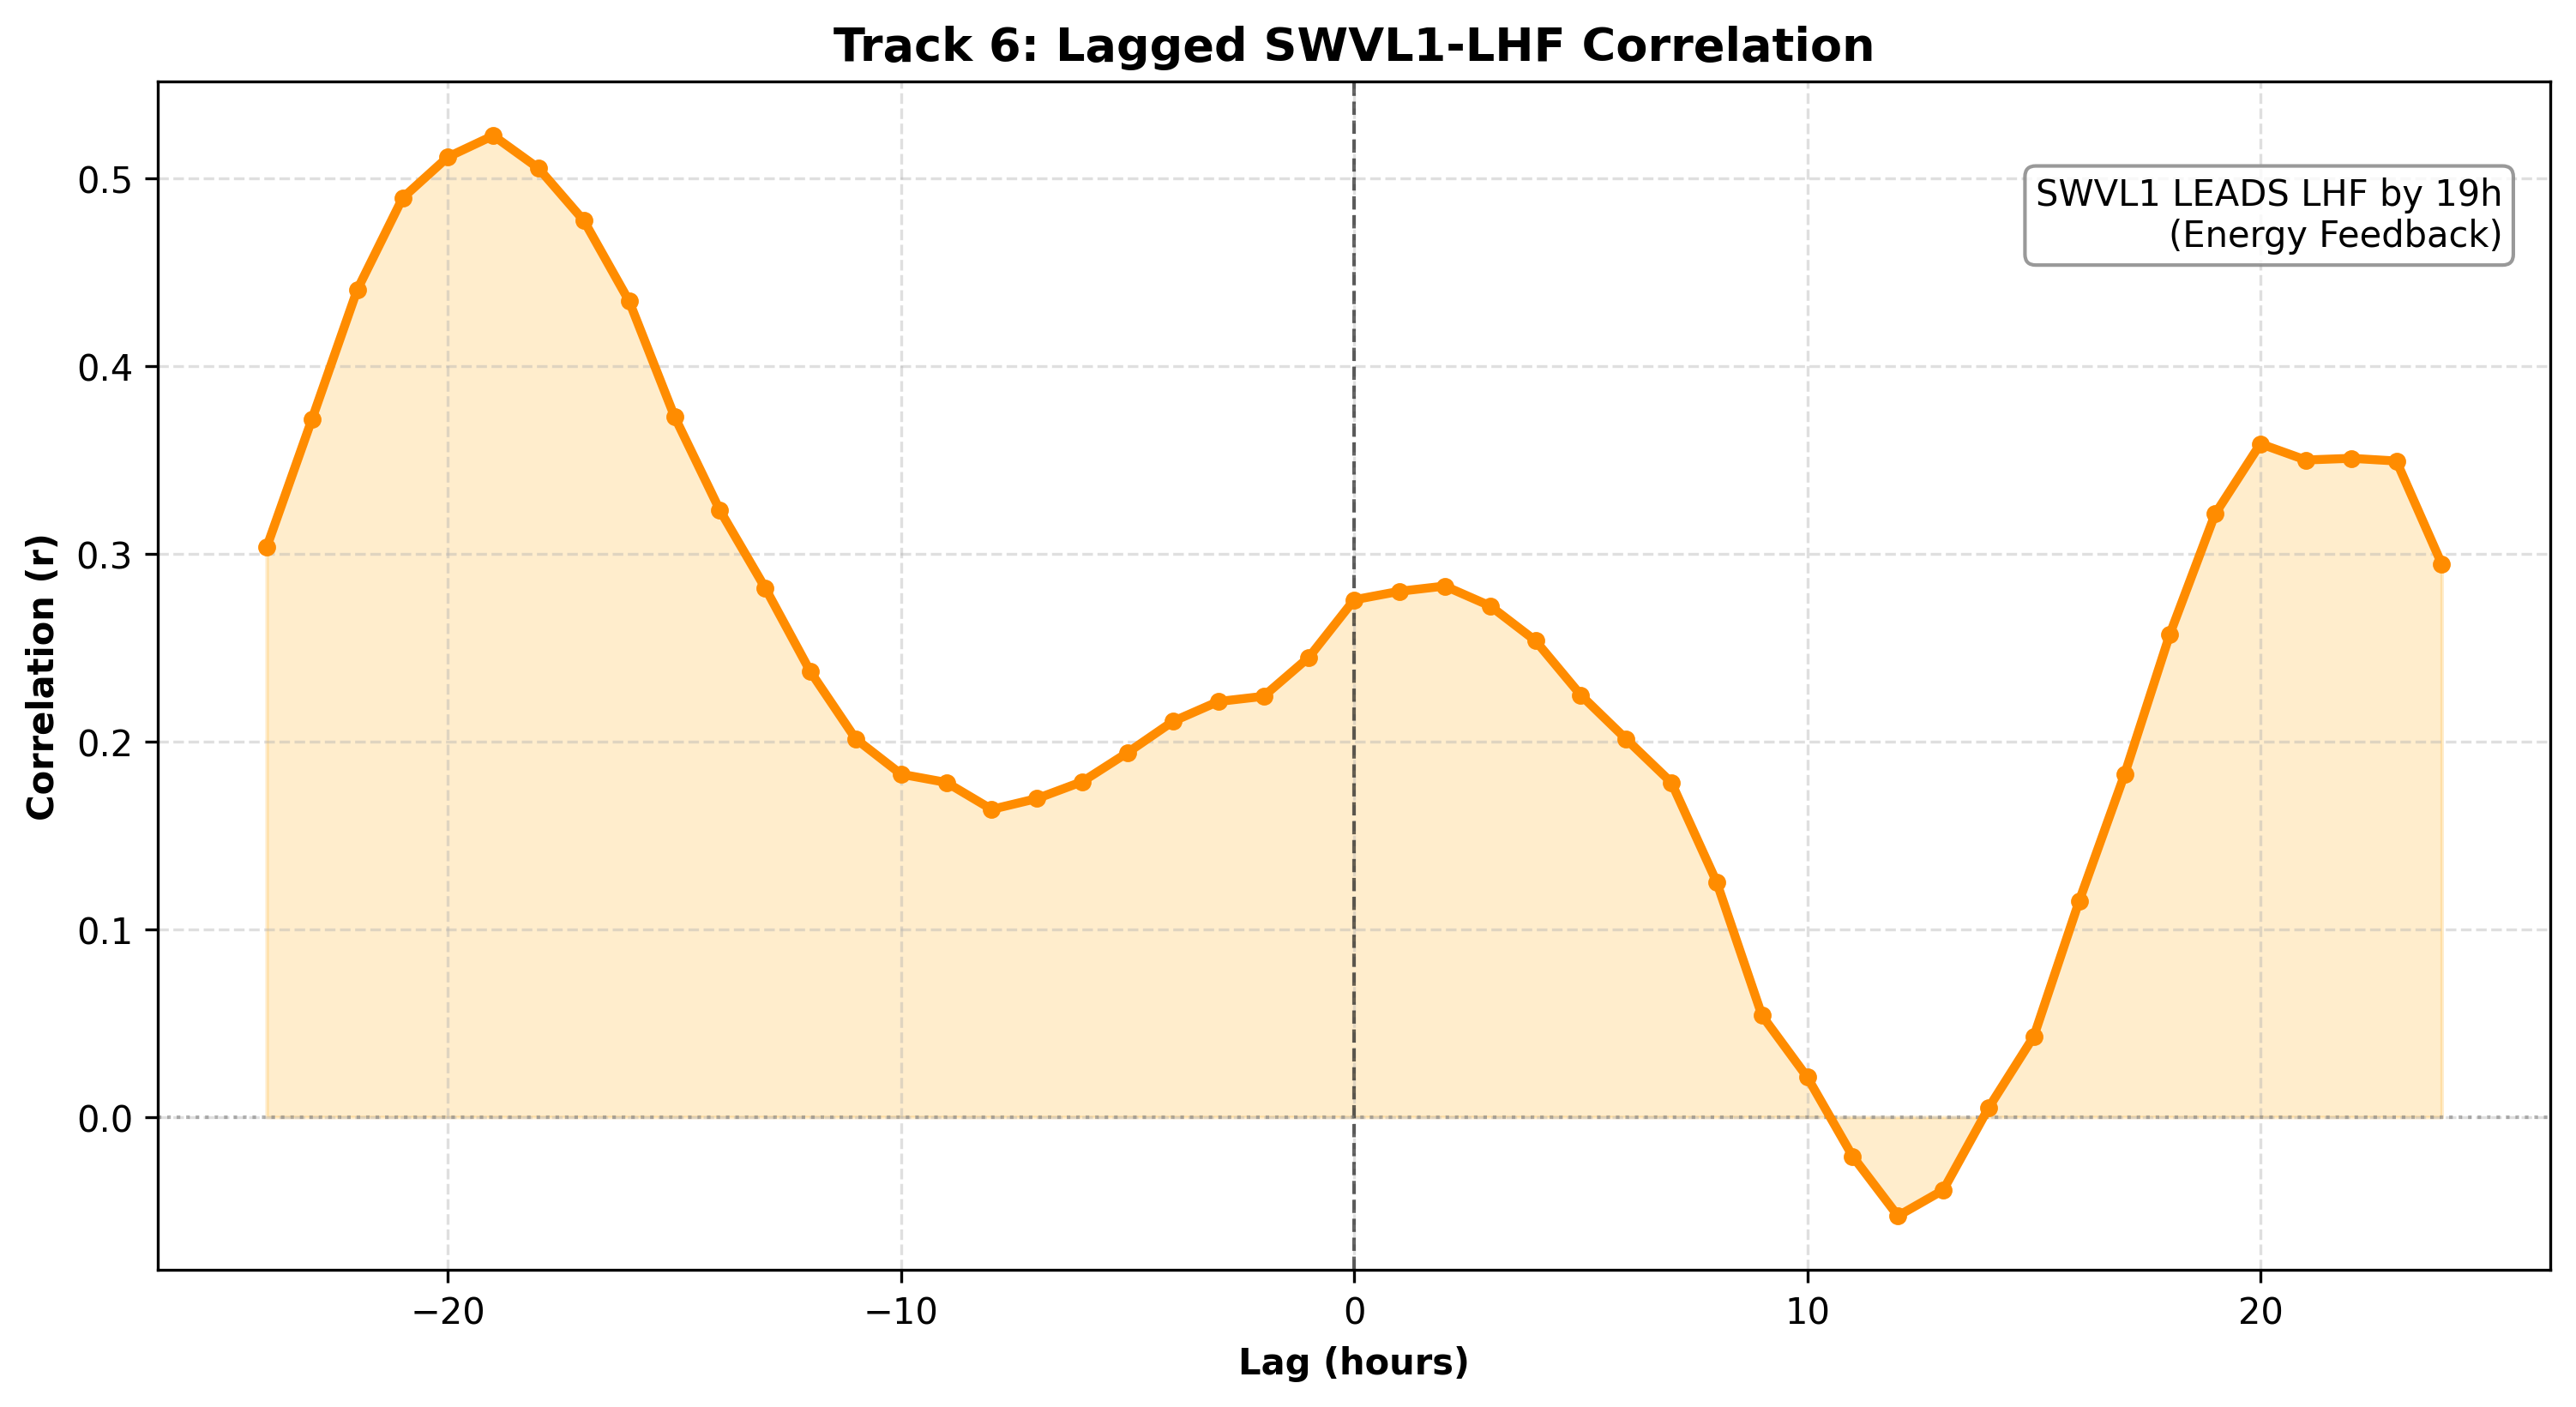 Track 6: Lagged SWVL1-LHF Correlation
SWVL1 LEADS LHF by 19h
(Energy Feedback)
Correlation (r)
0.5
0.4
0.3
0.2
0.1
0.0
−20
−10
0
10
20
Lag (hours)